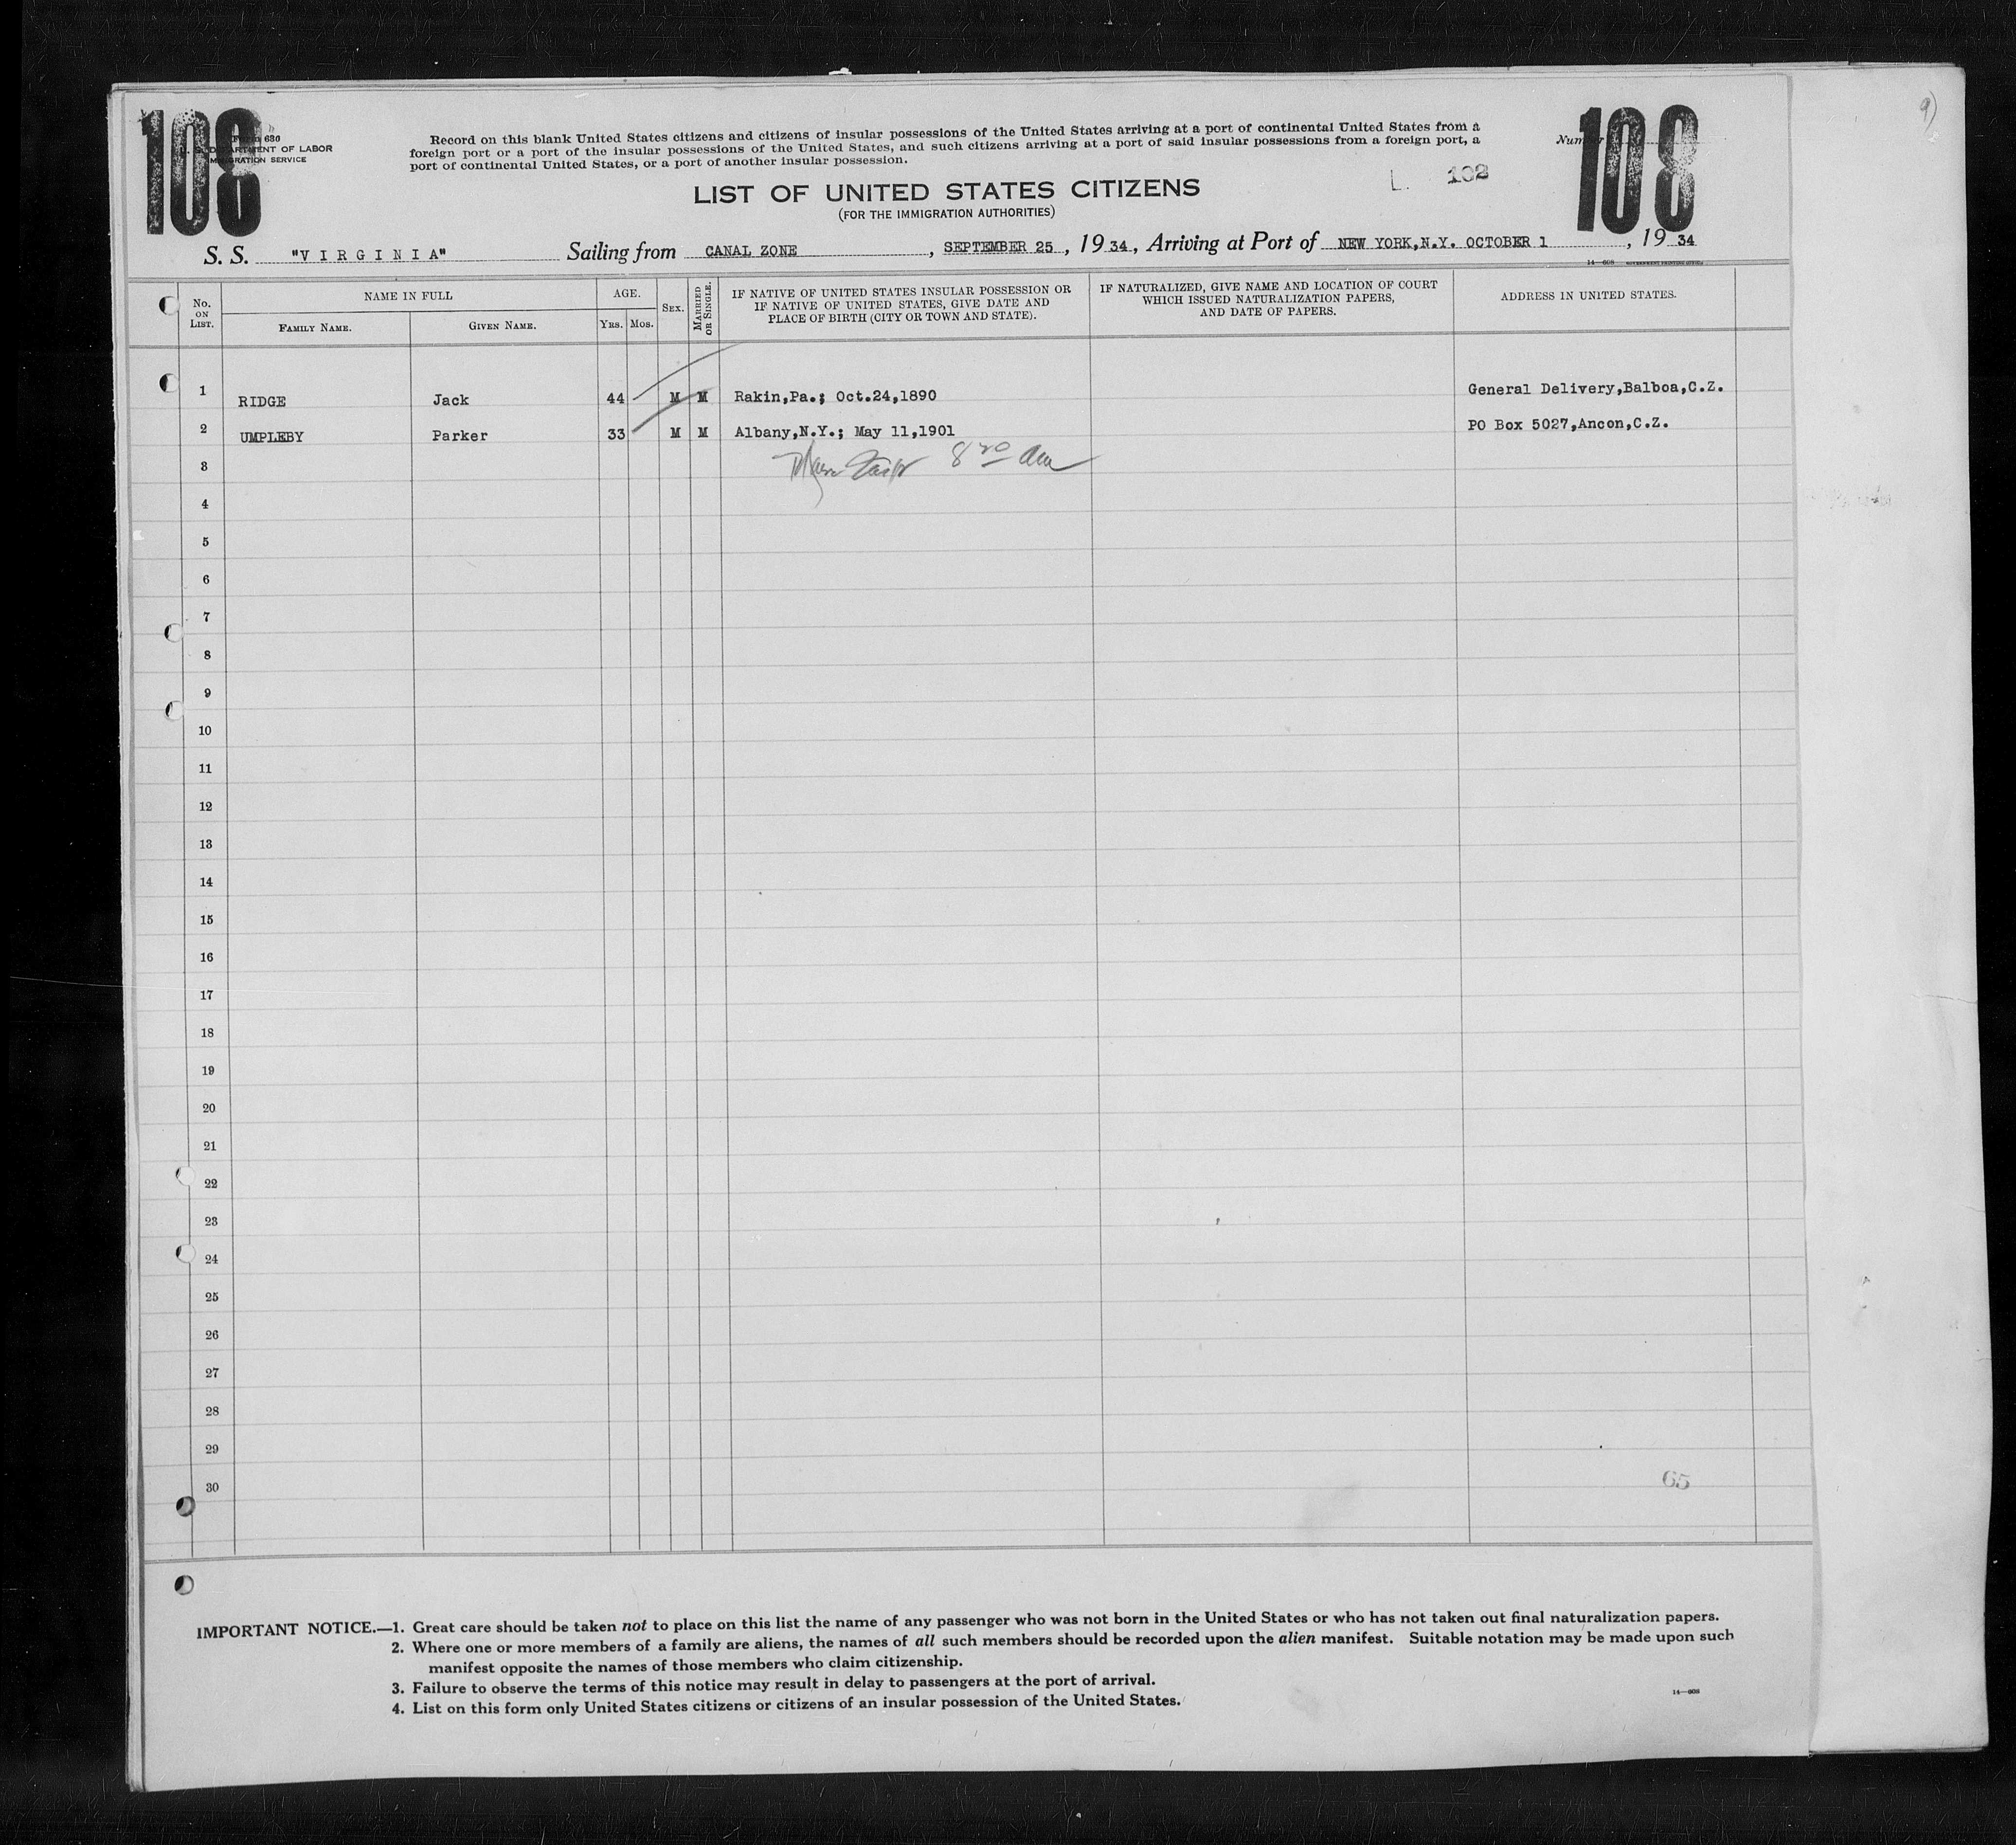 108
108
Form 630
DEPARTMENT OF LABOR
IMMIGRATION SERVICE
Number
Record on this blank United States citizens and citizens of insular possessions of the United States arriving at a port of continental United States from a
foreign port or a port of the insular possessions of the United States, and such citizens arriving at a port of said insular possessions from a foreign port, a
port of continental United States, or a port of another insular possession.
L. 102
9)
LIST OF UNITED STATES CITIZENS
(FOR THE IMMIGRATION AUTHORITIES)
S. S. "VIRGINIA" Sailing from CANAL ZONE, SEPTEMBER 25, 1934, Arriving at Port of NEW YORK,N.Y. OCTOBER 1, 1934
14—608 GOVERNMENT PRINTING OFFICE
No. ON LIST.
NAME IN FULL
FAMILY NAME.
GIVEN NAME.
AGE.
YRS.
MOS.
SEX.
MARRIED OR SINGLE.
IF NATIVE OF UNITED STATES INSULAR POSSESSION OR
IF NATIVE OF UNITED STATES, GIVE DATE AND
PLACE OF BIRTH (CITY OR TOWN AND STATE).
IF NATURALIZED, GIVE NAME AND LOCATION OF COURT
WHICH ISSUED NATURALIZATION PAPERS,
AND DATE OF PAPERS.
ADDRESS IN UNITED STATES.
1 RIDGE Jack 44 M M Rakin,Pa.; Oct.24,1890 General Delivery,Balboa,C.Z.
2 UMPLEBY Parker 33 M M Albany,N.Y.; May 11,1901 PO Box 5027,Ancon,C.Z.
3
4
5
6
7
8
9
10
11
12
13
14
15
16
17
18
19
20
21
22
23
24
25
26
27
28
29
30
65
IMPORTANT NOTICE.—1. Great care should be taken not to place on this list the name of any passenger who was not born in the United States or who has not taken out final naturalization papers.
2. Where one or more members of a family are aliens, the names of all such members should be recorded upon the alien manifest. Suitable notation may be made upon such
manifest opposite the names of those members who claim citizenship.
3. Failure to observe the terms of this notice may result in delay to passengers at the port of arrival.
4. List on this form only United States citizens or citizens of an insular possession of the United States.
14—608